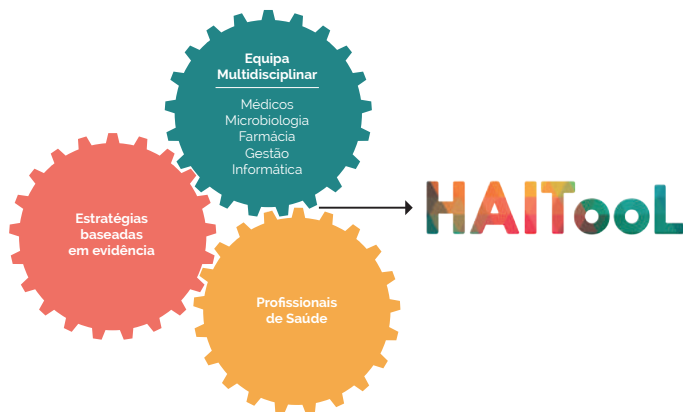 Equipa
Multidisciplinar
Médicos
Microbiologia
Farmácia
Gestão
Informática
Estratégias
baseadas
em evidência
HAITooL
Profissionais
de Saúde